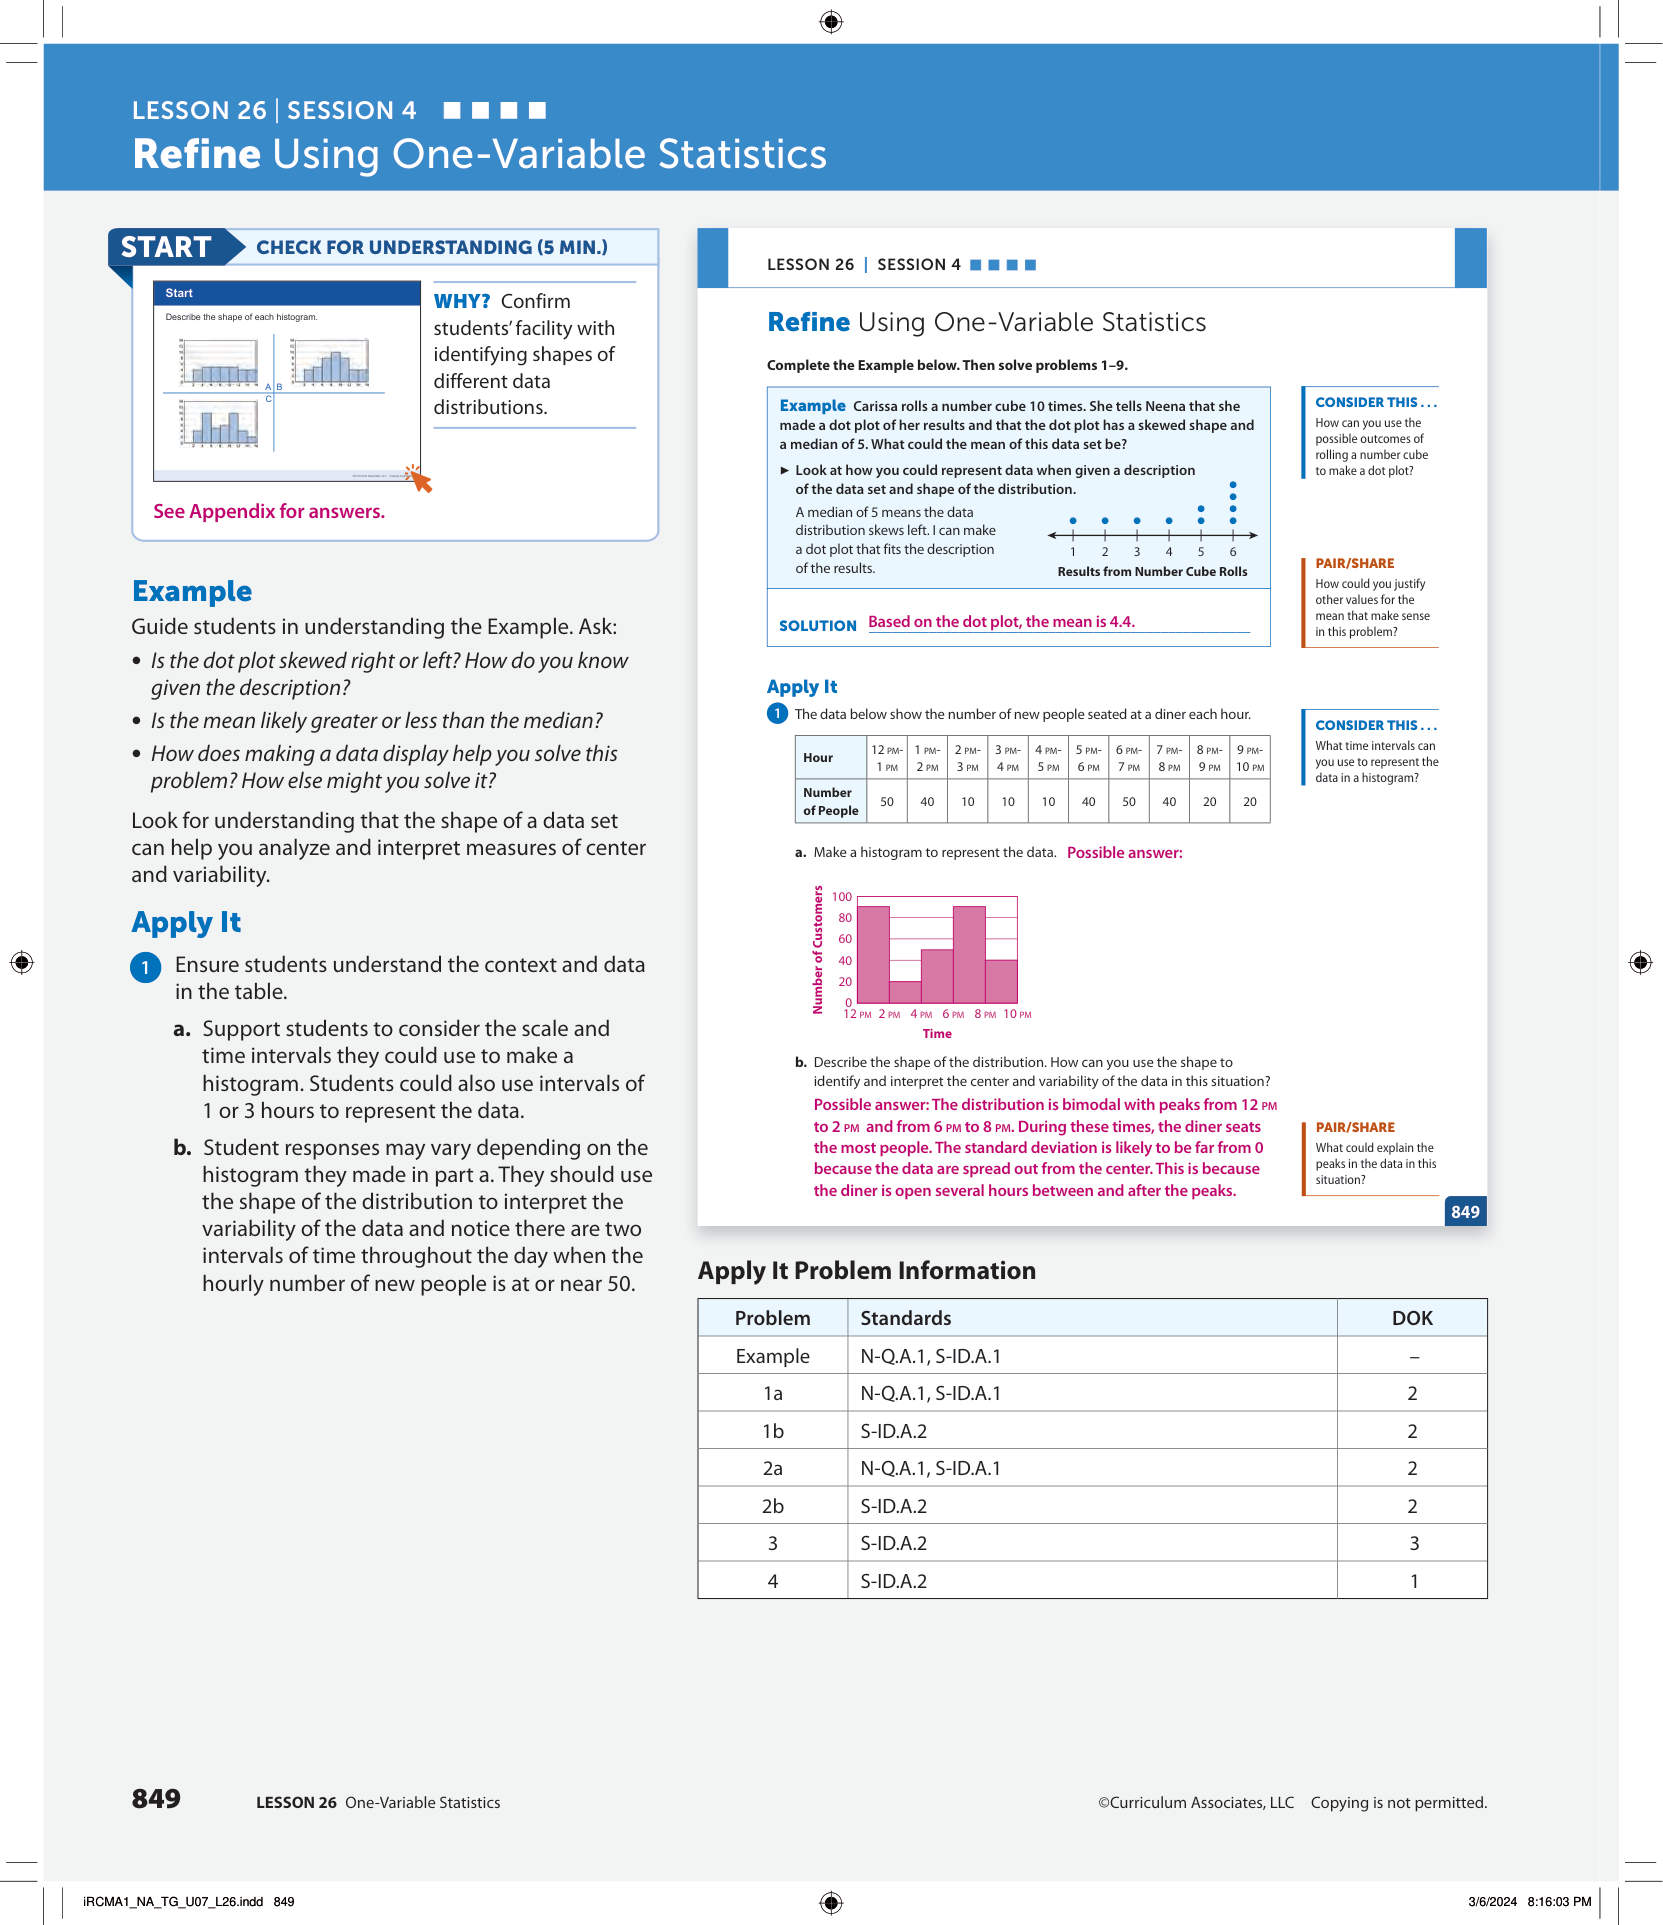 LESSON 26 | SESSION 4
Refine Using One-Variable Statistics
START
CHECK FOR UNDERSTANDING (5 MIN.)
Start
Describe the shape of each histogram.
A B
C
WHY? Confirm
students' facility with
identifying shapes of
different data
distributions.
See Appendix for answers.
Example
Guide students in understanding the Example. Ask:
• Is the dot plot skewed right or left? How do you know
given the description?
• Is the mean likely greater or less than the median?
• How does making a data display help you solve this
problem? How else might you solve it?
Look for understanding that the shape of a data set
can help you analyze and interpret measures of center
and variability.
Apply It
1 Ensure students understand the context and data
in the table.
a. Support students to consider the scale and
time intervals they could use to make a
histogram. Students could also use intervals of
1 or 3 hours to represent the data.
b. Student responses may vary depending on the
histogram they made in part a. They should use
the shape of the distribution to interpret the
variability of the data and notice there are two
intervals of time throughout the day when the
hourly number of new people is at or near 50.
LESSON 26 | SESSION 4
Refine Using One-Variable Statistics
Complete the Example below. Then solve problems 1–9.
Example Carissa rolls a number cube 10 times. She tells Neena that she
made a dot plot of her results and that the dot plot has a skewed shape and
a median of 5. What could the mean of this data set be?
► Look at how you could represent data when given a description
of the data set and shape of the distribution.
A median of 5 means the data
distribution skews left. I can make
a dot plot that fits the description
of the results.
1 2 3 4 5 6
Results from Number Cube Rolls
SOLUTION Based on the dot plot, the mean is 4.4.
CONSIDER THIS . . .
How can you use the
possible outcomes of
rolling a number cube
to make a dot plot?
PAIR/SHARE
How could you justify
other values for the
mean that make sense
in this problem?
Apply It
1 The data below show the number of new people seated at a diner each hour.
Hour 12 PM– 1 PM– 2 PM– 3 PM– 4 PM– 5 PM– 6 PM– 7 PM– 8 PM– 9 PM–
1 PM 2 PM 3 PM 4 PM 5 PM 6 PM 7 PM 8 PM 9 PM 10 PM
Number
of People 50 40 10 10 10 40 50 40 20 20
CONSIDER THIS . . .
What time intervals can
you use to represent the
data in a histogram?
a. Make a histogram to represent the data. Possible answer:
Number of Customers
100
80
60
40
20
0
12 PM 2 PM 4 PM 6 PM 8 PM 10 PM
Time
b. Describe the shape of the distribution. How can you use the shape to
identify and interpret the center and variability of the data in this situation?
Possible answer: The distribution is bimodal with peaks from 12 PM
to 2 PM and from 6 PM to 8 PM. During these times, the diner seats
the most people. The standard deviation is likely to be far from 0
because the data are spread out from the center. This is because
the diner is open several hours between and after the peaks.
PAIR/SHARE
What could explain the
peaks in the data in this
situation?
849
Apply It Problem Information
Problem Standards DOK
Example N-Q.A.1, S-ID.A.1 –
1a N-Q.A.1, S-ID.A.1 2
1b S-ID.A.2 2
2a N-Q.A.1, S-ID.A.1 2
2b S-ID.A.2 2
3 S-ID.A.2 3
4 S-ID.A.2 1
849 LESSON 26 One-Variable Statistics
©Curriculum Associates, LLC Copying is not permitted.
iRCMA1_NA_TG_U07_L26.indd 849
3/6/2024 8:16:03 PM